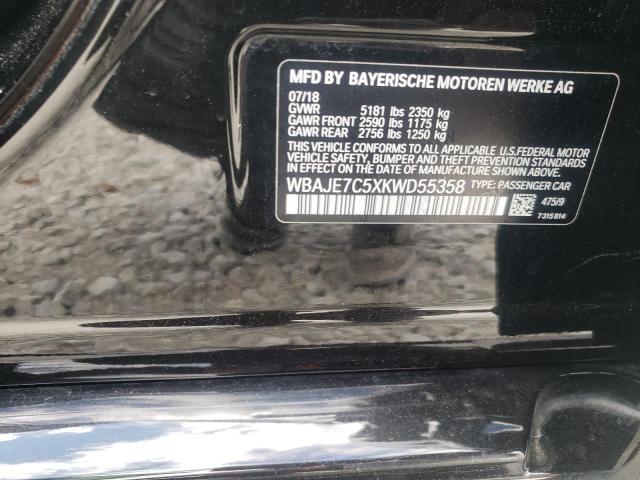 MFD BY BAYERISCHE MOTOREN WERKE AG
07/18
GVWR 5181 lbs 2350 kg
GAWR FRONT 2590 lbs 1175 kg
GAWR REAR 2756 lbs 1250 kg
THIS VEHICLE CONFORMS TO ALL APPLICABLE U.S.FEDERAL MOTOR
VEHICLE SAFETY, BUMPER AND THEFT PREVENTION STANDARDS
IN EFFECT ON THE DATE OF MANUFACTURE SHOWN ABOVE.
WBAJE7C5XKWD55358 TYPE: PASSENGER CAR
475/9
7315814